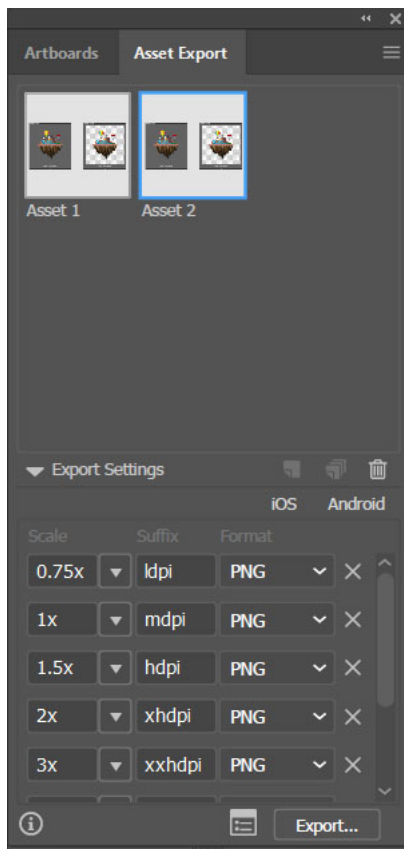 Artboards Asset Export
Asset 1 Asset 2
Export Settings
iOS Android
Scale Suffix Format
0.75x ldpi PNG
1x mdpi PNG
1.5x hdpi PNG
2x xhdpi PNG
3x xxhdpi PNG
Export...